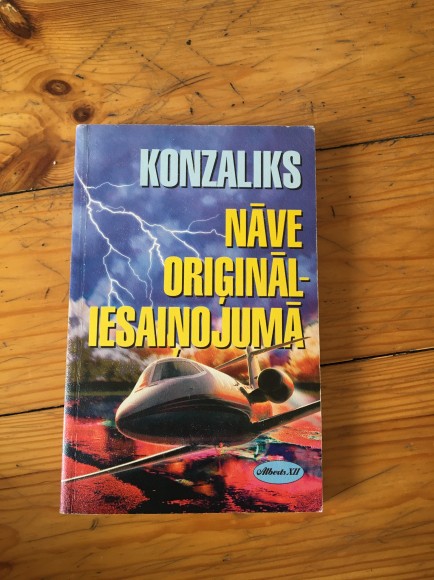 KONZALIKS
NĀVE
ORIĢINĀL-
IESAIŅOJUMĀ
Alberts XII